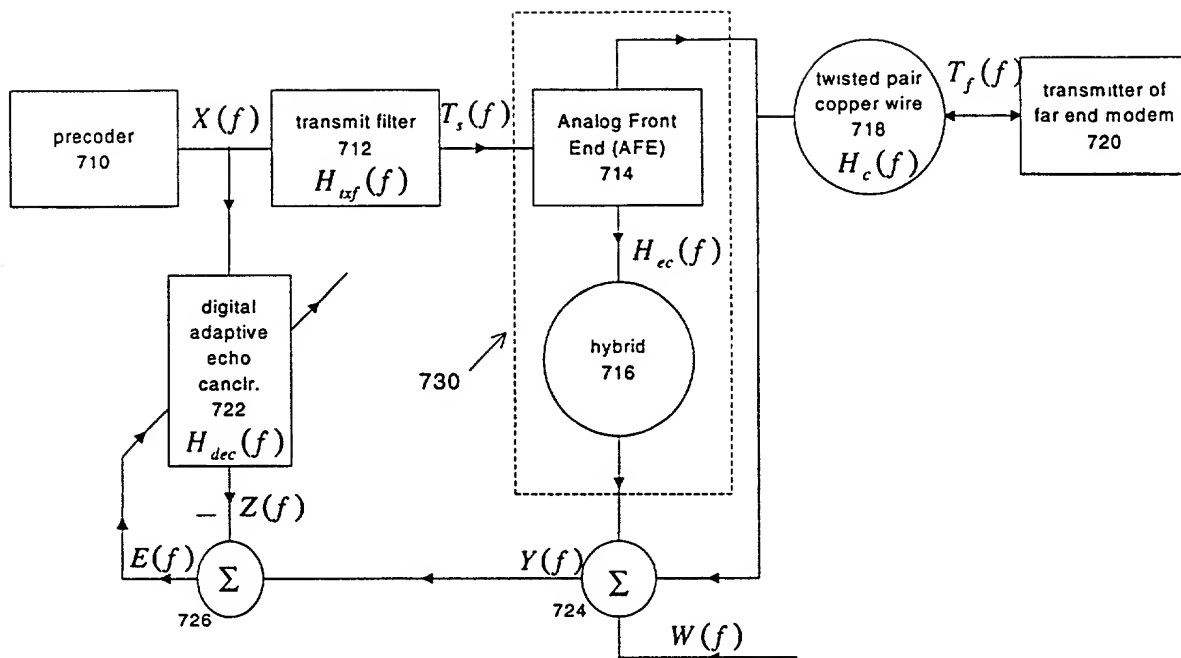 precoder
710
X(f)
transmit filter
712
H_txf(f)
T_s(f)
Analog Front
End (AFE)
714
twisted pair
copper wire
718
H_c(f)
T_f(f)
transmitter of
far end modem
720
H_ec(f)
digital
adaptive
echo
canclr.
722
H_dec(f)
730
hybrid
716
− Z(f)
E(f)
Σ
726
Y(f)
Σ
724
W(f)